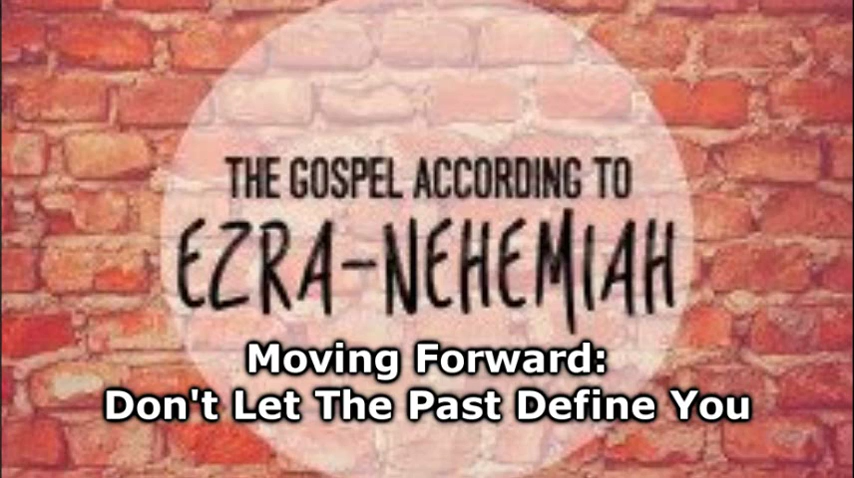 THE GOSPEL ACCORDING TO
EZRA-NEHEMIAH
Moving Forward:
Don't Let The Past Define You